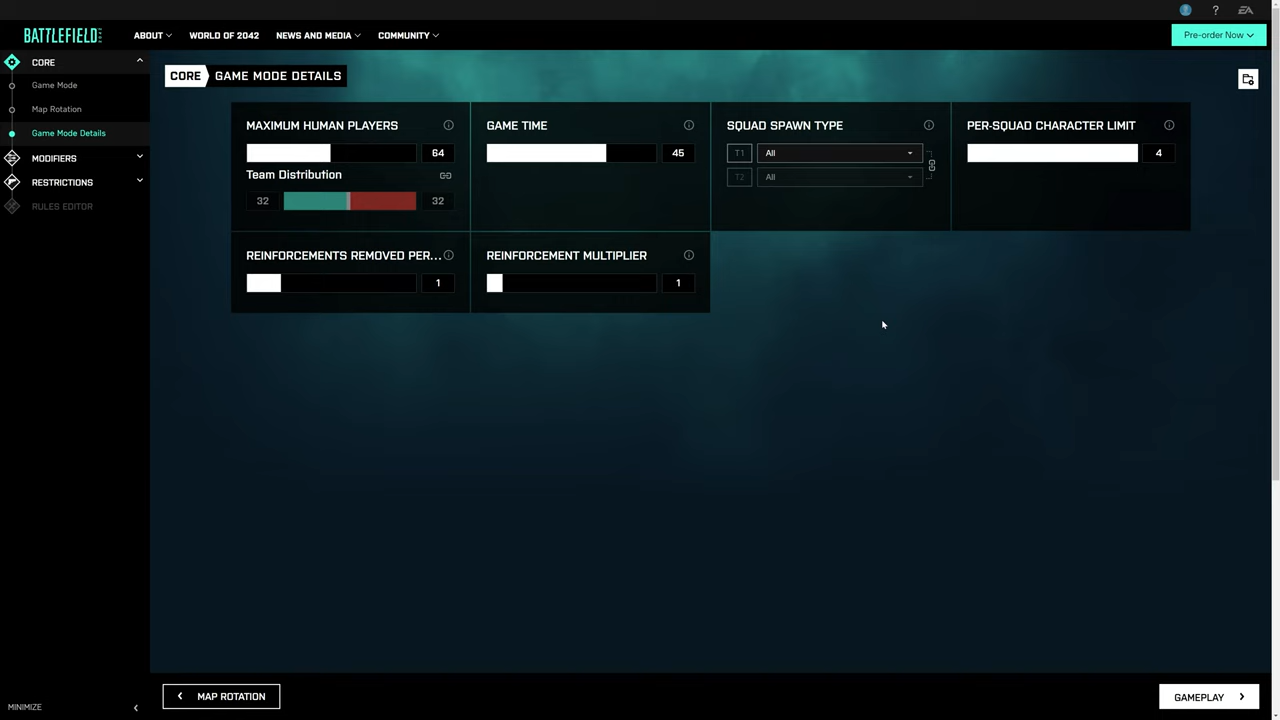 EA
BATTLEFIELD
ABOUT
WORLD OF 2042
NEWS AND MEDIA
COMMUNITY
Pre-order Now
CORE
Game Mode
Map Rotation
Game Mode Details
MODIFIERS
RESTRICTIONS
RULES EDITOR
CORE
GAME MODE DETAILS
MAXIMUM HUMAN PLAYERS
64
Team Distribution
32
32
GAME TIME
45
SQUAD SPAWN TYPE
T1 All
T2 All
PER-SQUAD CHARACTER LIMIT
4
REINFORCEMENTS REMOVED PER...
1
REINFORCEMENT MULTIPLIER
1
MINIMIZE
MAP ROTATION
GAMEPLAY